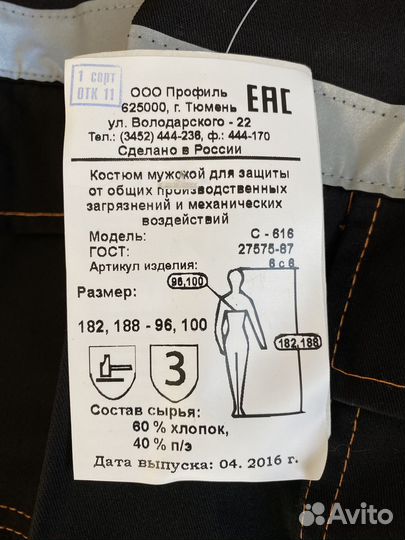 1 сорт
ОТК 11
ООО Профиль
625000, г. Тюмень
ул. Володарского - 22
Тел.: (3452) 444-236, ф.: 444-170
Сделано в России
ЕАС
Костюм мужской для защиты
от общих производственных
загрязнений и механических
воздействий
Модель: С - 616
ГОСТ: 27575-87
Артикул изделия: 6 с 6
Размер:
96,100
182, 188 - 96, 100
182,188
3
Состав сырья:
60 % хлопок,
40 % п/э
Дата выпуска: 04. 2016 г.
Avito